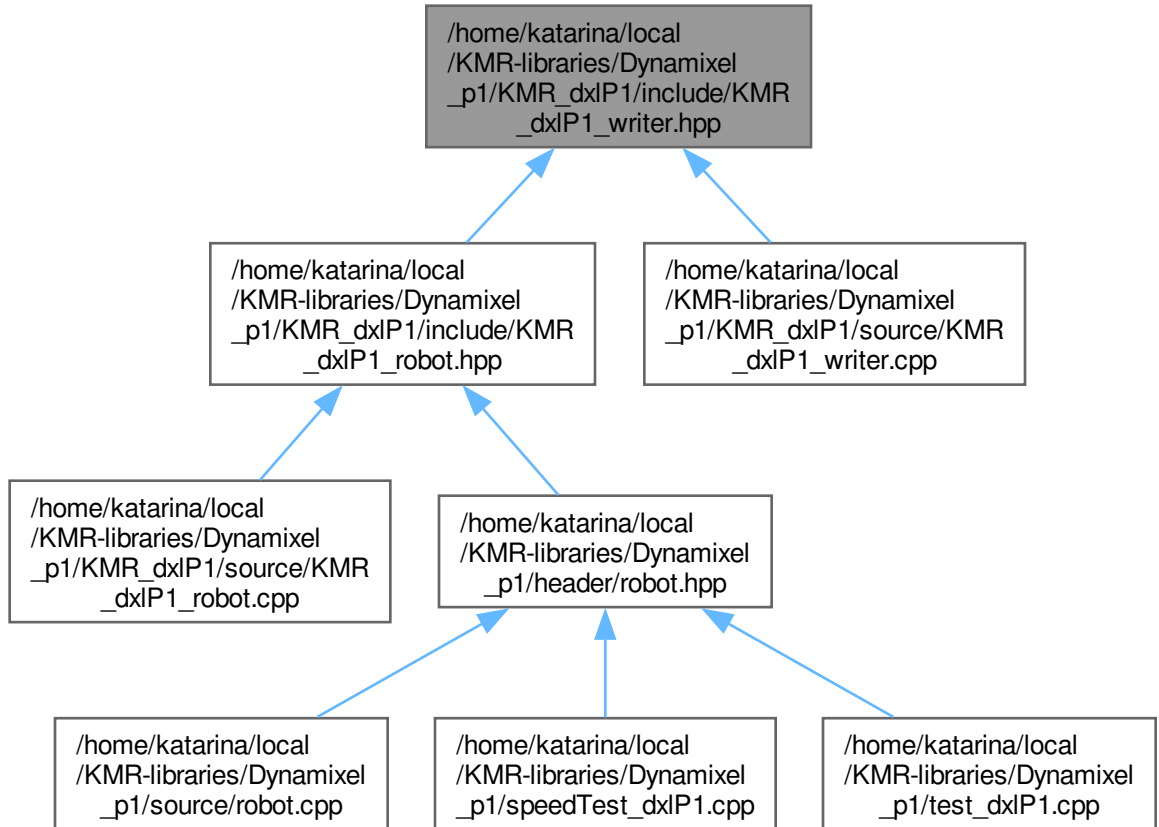 /home/katarina/local
/KMR-libraries/Dynamixel
_p1/KMR_dxlP1/include/KMR
_dxlP1_writer.hpp
/home/katarina/local
/KMR-libraries/Dynamixel
_p1/KMR_dxlP1/include/KMR
_dxlP1_robot.hpp
/home/katarina/local
/KMR-libraries/Dynamixel
_p1/KMR_dxlP1/source/KMR
_dxlP1_writer.cpp
/home/katarina/local
/KMR-libraries/Dynamixel
_p1/KMR_dxlP1/source/KMR
_dxlP1_robot.cpp
/home/katarina/local
/KMR-libraries/Dynamixel
_p1/header/robot.hpp
/home/katarina/local
/KMR-libraries/Dynamixel
_p1/source/robot.cpp
/home/katarina/local
/KMR-libraries/Dynamixel
_p1/speedTest_dxlP1.cpp
/home/katarina/local
/KMR-libraries/Dynamixel
_p1/test_dxlP1.cpp